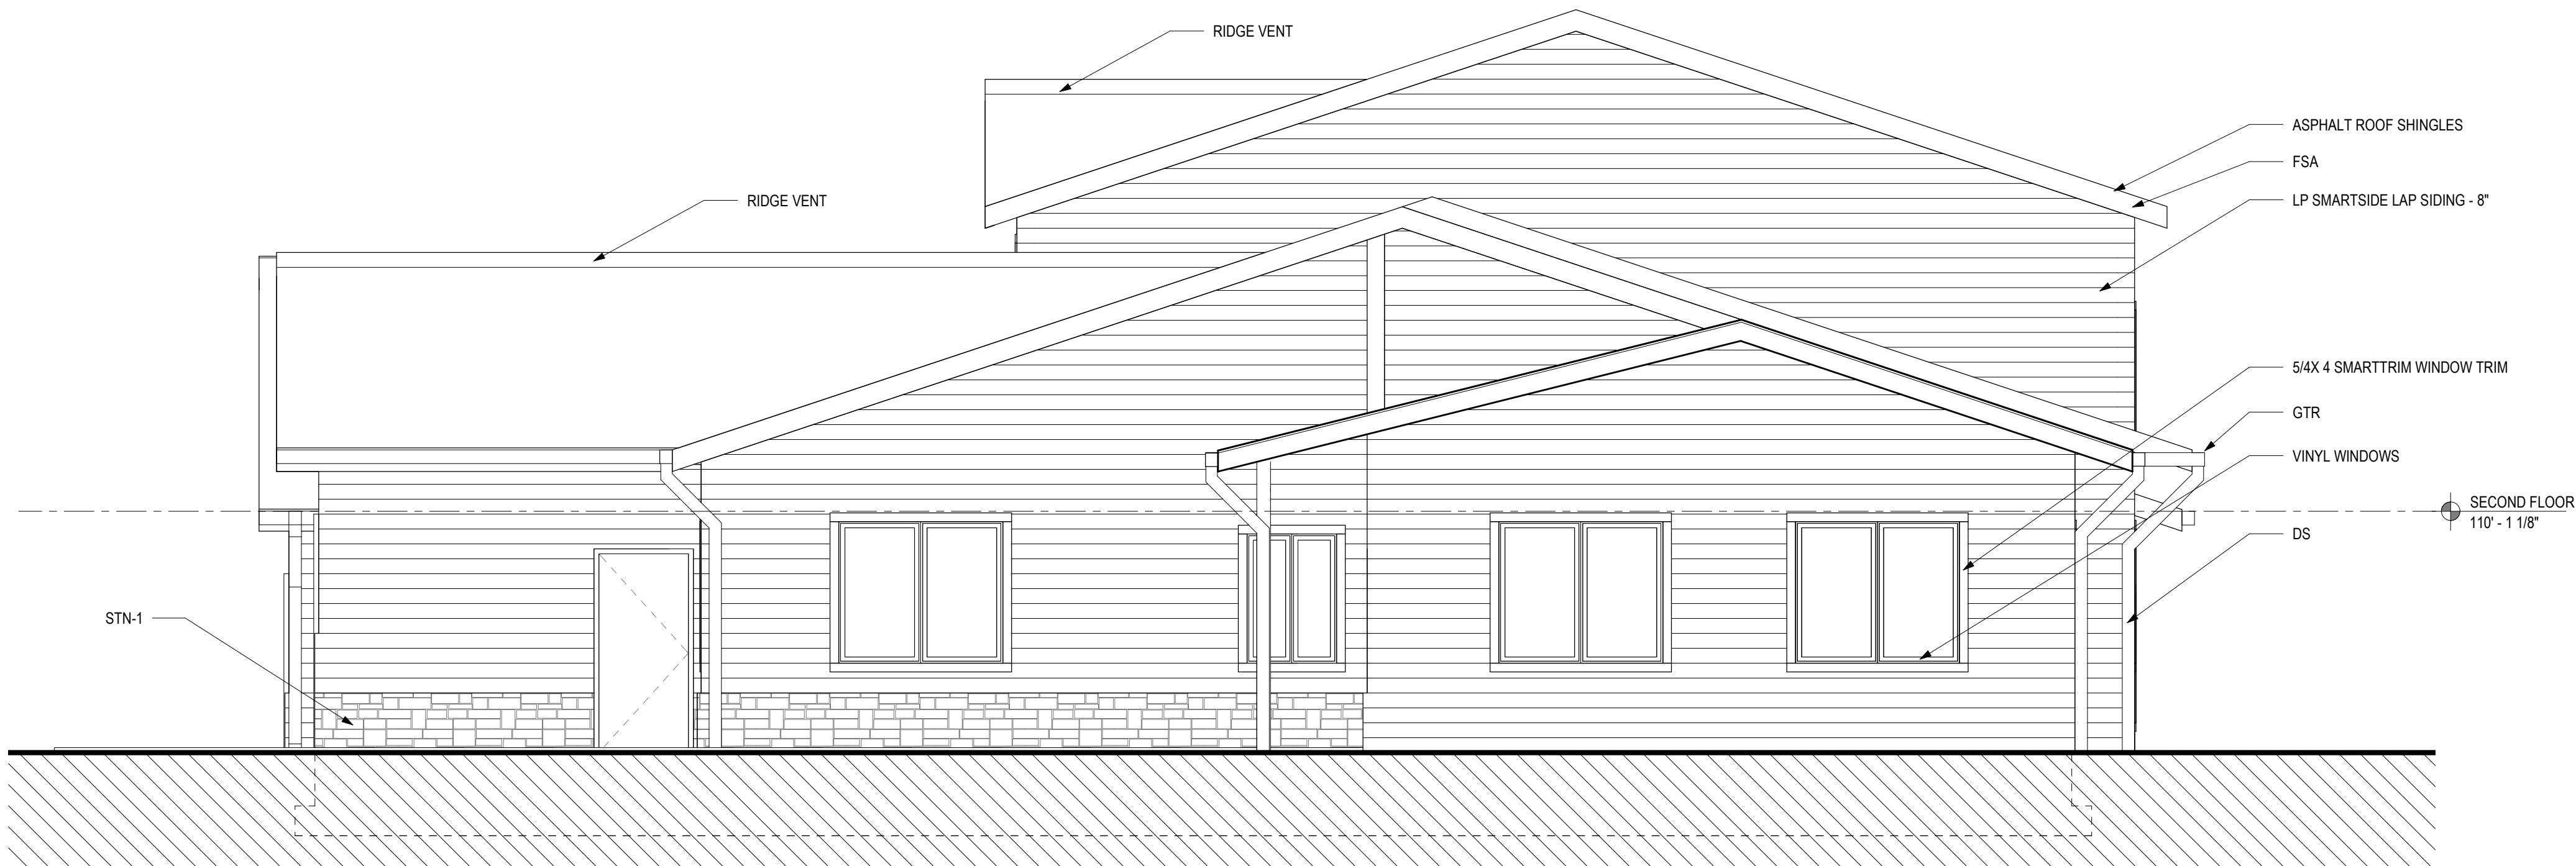 RIDGE VENT
ASPHALT ROOF SHINGLES
FSA
RIDGE VENT
LP SMARTSIDE LAP SIDING - 8"
5/4X 4 SMARTTRIM WINDOW TRIM
GTR
VINYL WINDOWS
SECOND FLOOR
110' - 1 1/8"
DS
STN-1